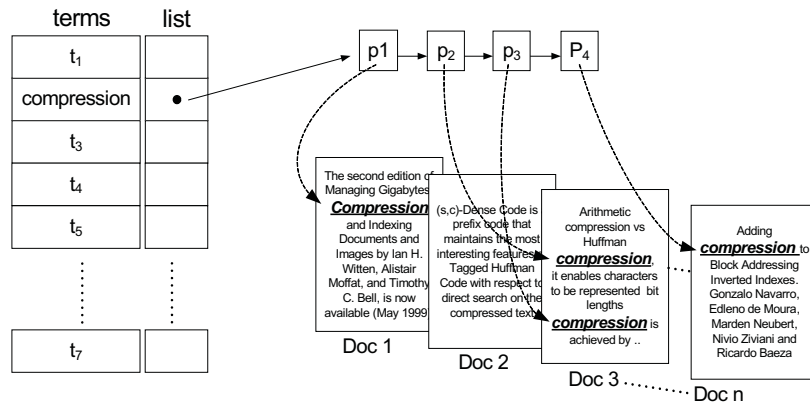 terms list
t1
compression
t3
t4
t5
t7
p1 p2 p3 P4
The second edition of
Managing Gigabytes
Compression
and Indexing
Documents and
Images by Ian H.
Witten, Alistair
Moffat, and Timothy
C. Bell, is now
available (May 1999
Doc 1
(s,c)-Dense Code is
prefix code that
maintains the most
interesting features
Tagged Huffman
Code with respect to
direct search on the
compressed text
Doc 2
Arithmetic
compression vs
Huffman
compression,
it enables characters
to be represented bit
lengths
compression is
achieved by ..
Doc 3
Adding
compression to
Block Addressing
Inverted Indexes.
Gonzalo Navarro,
Edleno de Moura,
Marden Neubert,
Nivio Ziviani and
Ricardo Baeza
Doc n